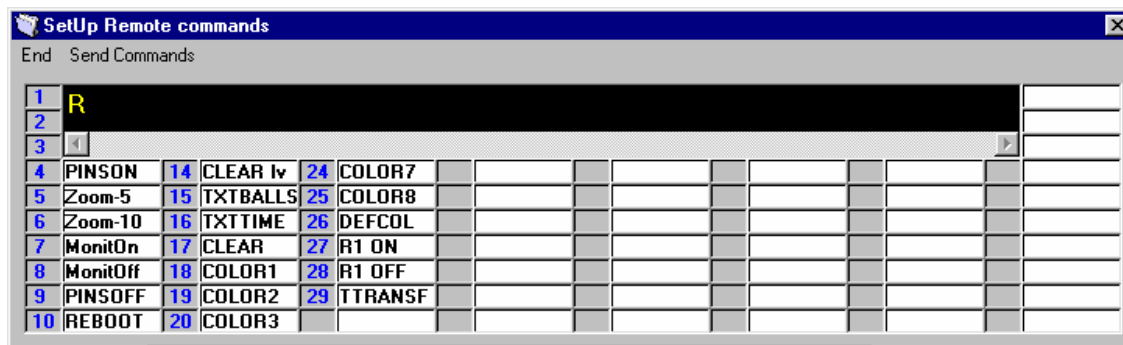 SetUp Remote commands
End Send Commands
1
R
2
3
4 PINSON 14 CLEAR lv 24 COLOR7
5 Zoom-5 15 TXTBALLS 25 COLOR8
6 Zoom-10 16 TXTTIME 26 DEFCOL
7 MonitOn 17 CLEAR 27 R1 ON
8 MonitOff 18 COLOR1 28 R1 OFF
9 PINSOFF 19 COLOR2 29 TTRANSF
10 REBOOT 20 COLOR3